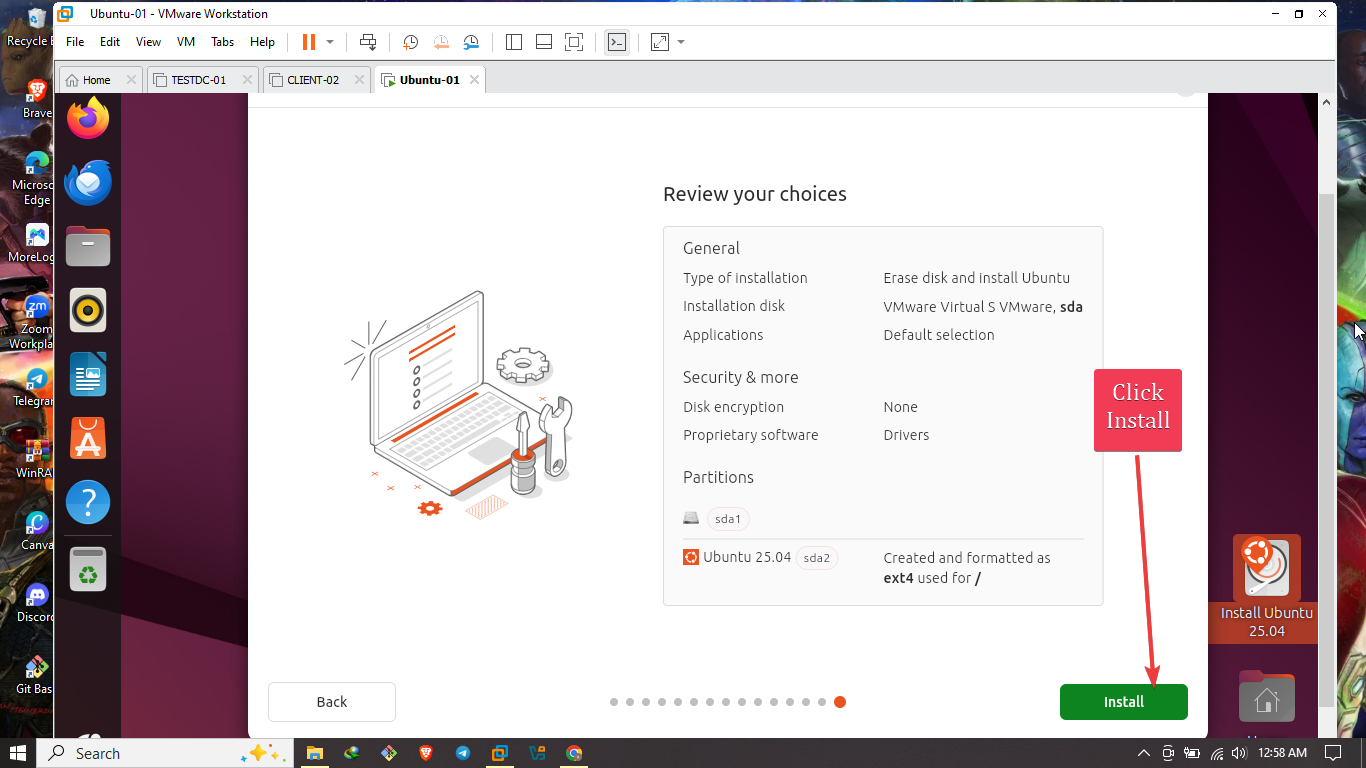 Ubuntu-01 - VMware Workstation
File Edit View VM Tabs Help
Home TESTDC-01 CLIENT-02 Ubuntu-01
Recycle
Brave
Microso
Edge
MoreLog
zm
Zoom
Workpla
Telegram
WinRA
Canva
Discord
Git Bas
Review your choices
General
Type of installation Erase disk and install Ubuntu
Installation disk VMware Virtual S VMware, sda
Applications Default selection
Security & more
Disk encryption None
Proprietary software Drivers
Partitions
sda1
Ubuntu 25.04 sda2 Created and formatted as
ext4 used for /
Click
Install
Install Ubuntu
25.04
Back
Install
Search
12:58 AM